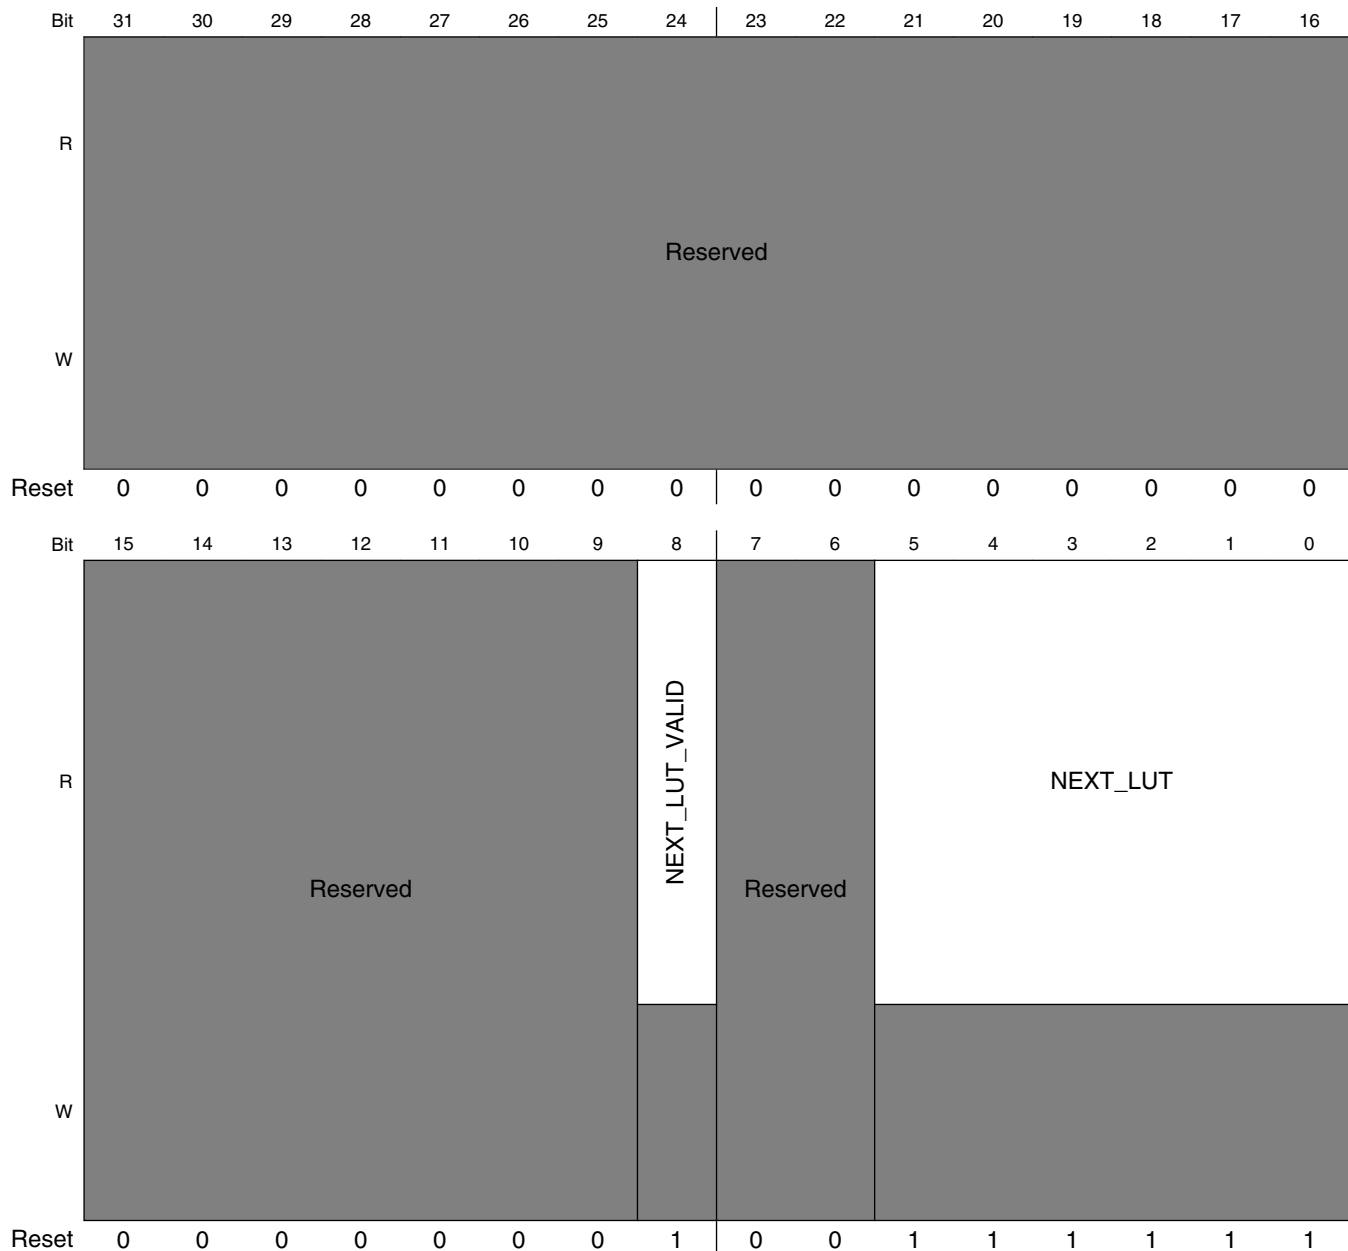 Bit 31 30 29 28 27 26 25 24 23 22 21 20 19 18 17 16
R
Reserved
W
Reset 0 0 0 0 0 0 0 0 0 0 0 0 0 0 0 0
Bit 15 14 13 12 11 10 9 8 7 6 5 4 3 2 1 0
NEXT_LUT_VALID
R NEXT_LUT
Reserved Reserved
W
Reset 0 0 0 0 0 0 0 1 0 0 1 1 1 1 1 1